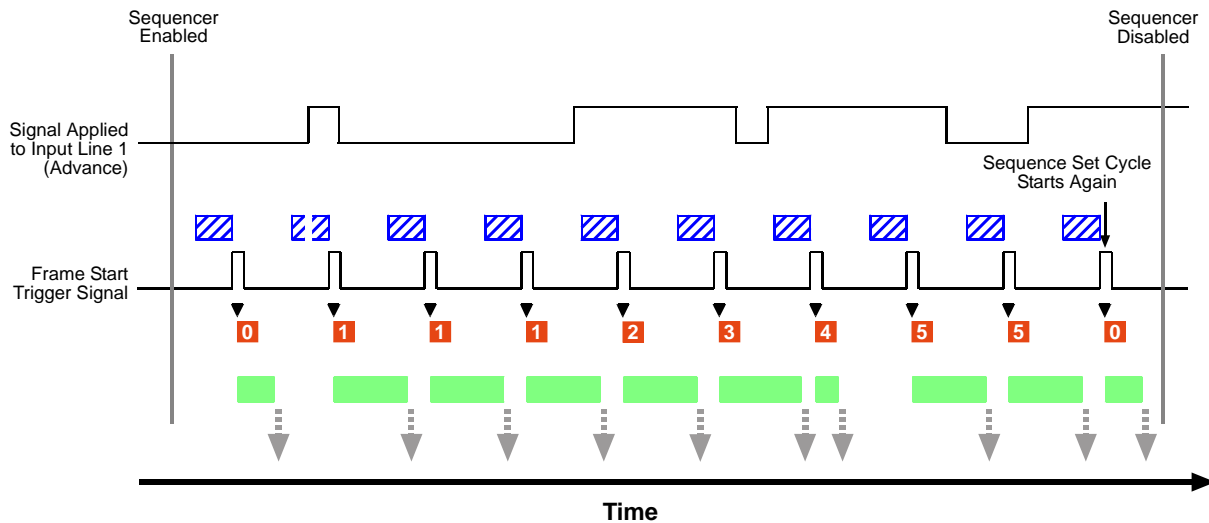 Sequencer
Enabled
Sequencer
Disabled
Signal Applied
to Input Line 1
(Advance)
Sequence Set Cycle
Starts Again
Frame Start
Trigger Signal
0 1 1 1 2 3 4 5 5 0
Time